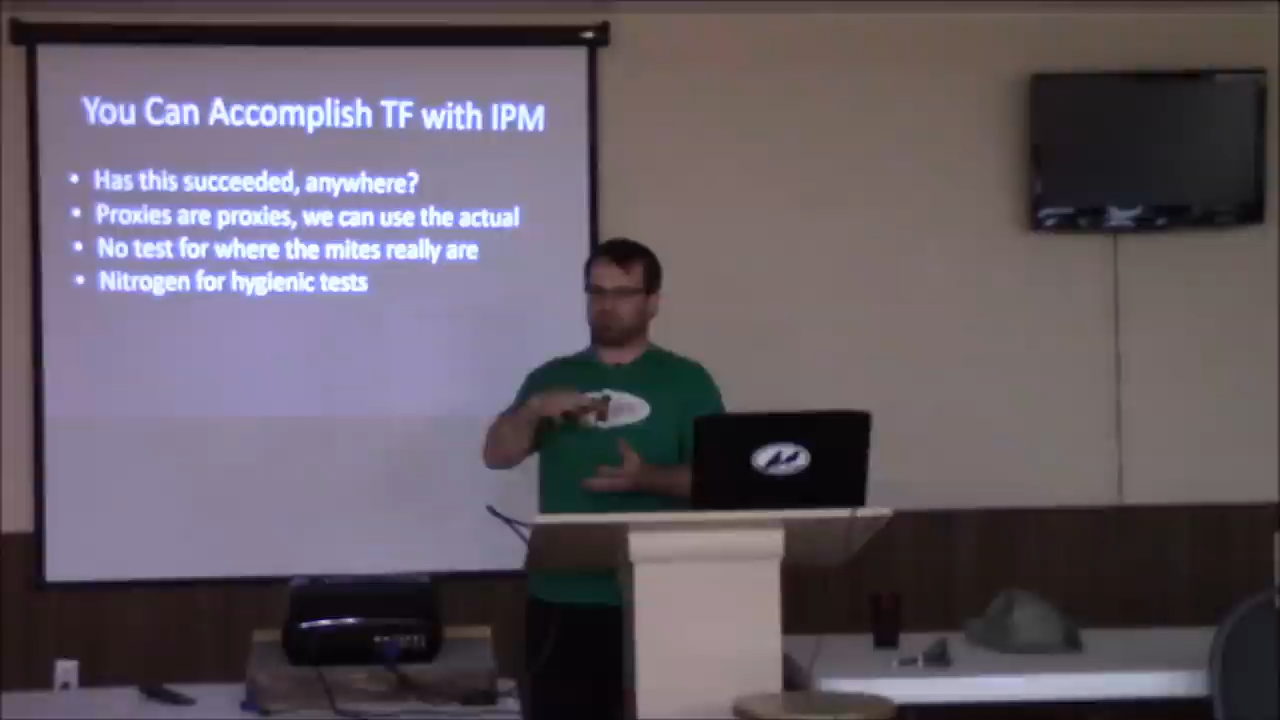 You Can Accomplish TF with IPM
• Has this succeeded, anywhere?
• Proxies are proxies, we can use the actual
• No test for where the mites really are
• Nitrogen for hygienic tests